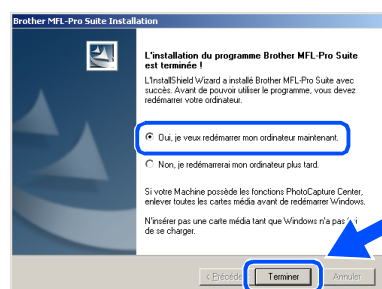 Brother MFL-Pro Suite Installation
L'installation du programme Brother MFL-Pro Suite
est terminée !
L'InstallShield Wizard a installé Brother MFL-Pro Suite avec
succès. Avant de pouvoir utiliser le programme, vous devez
redémarrer votre ordinateur.
Oui, je veux redémarrer mon ordinateur maintenant.
Non, je redémarrerai mon ordinateur plus tard.
Si votre Machine possède les fonctions PhotoCapture Center,
enlever toutes les cartes média avant de redémarrer Windows.
N'insérer pas une carte média tant que Windows n'a pas
de se charger.
< Précéde Terminer Annuler